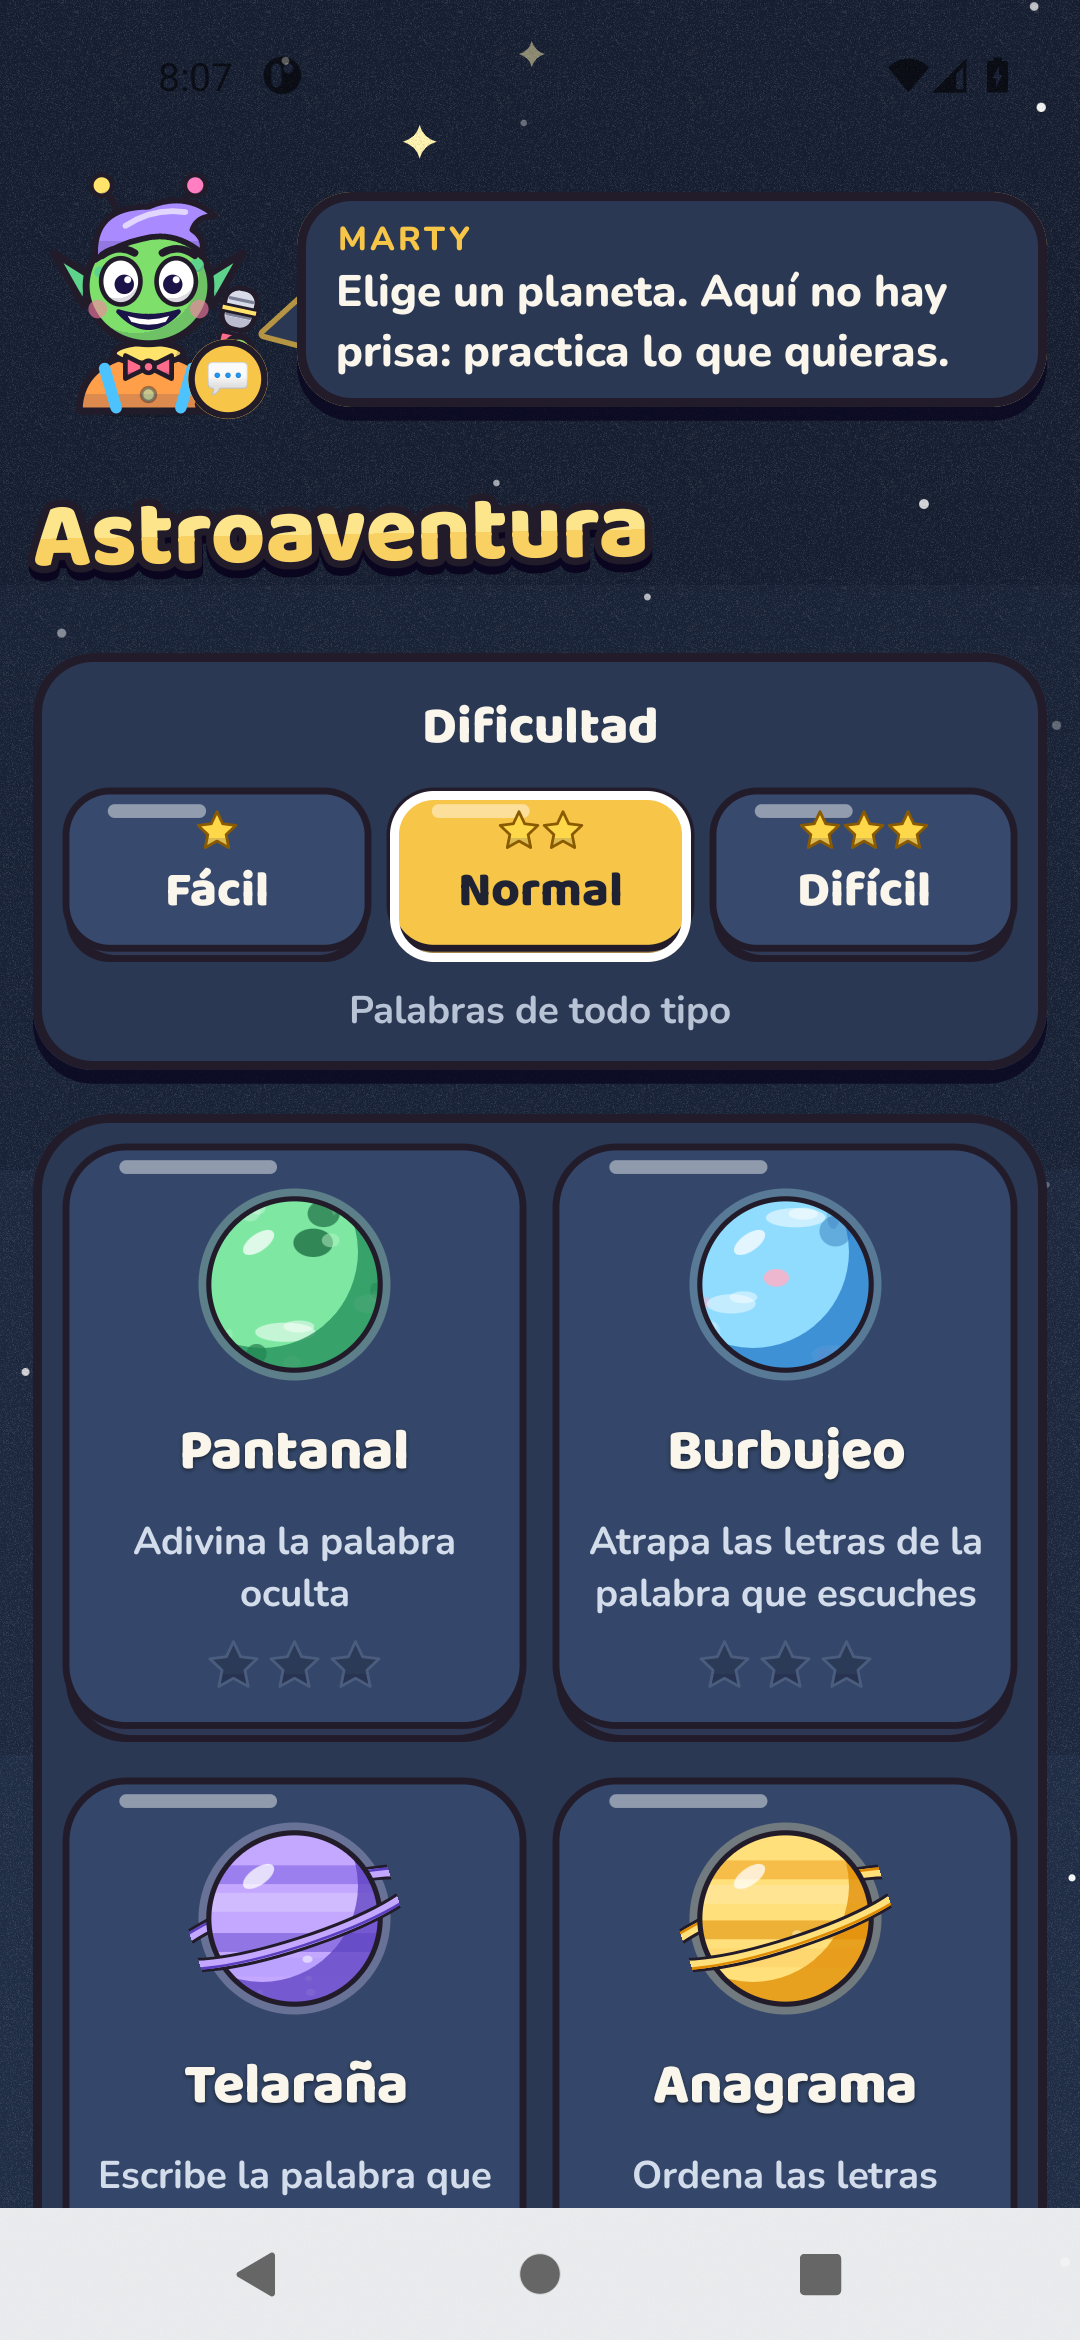 8:07
MARTY
Elige un planeta. Aquí no hay
prisa: practica lo que quieras.
Astroaventura
Dificultad
Fácil
Normal
Difícil
Palabras de todo tipo
Pantanal
Adivina la palabra
oculta
Burbujeo
Atrapa las letras de la
palabra que escuches
Telaraña
Escribe la palabra que
Anagrama
Ordena las letras